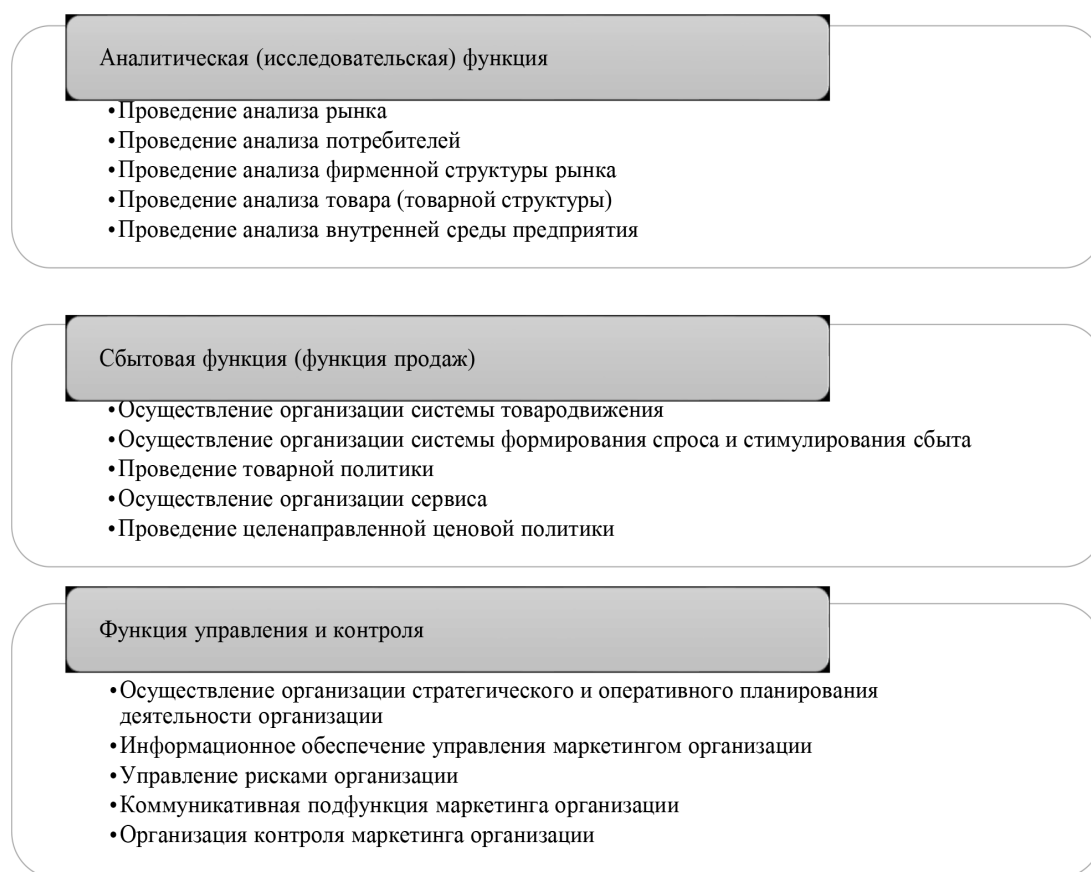 Аналитическая (исследовательская) функция
•Проведение анализа рынка
•Проведение анализа потребителей
•Проведение анализа фирменной структуры рынка
•Проведение анализа товара (товарной структуры)
•Проведение анализа внутренней среды предприятия
Сбытовая функция (функция продаж)
•Осуществление организации системы товародвижения
•Осуществление организации системы формирования спроса и стимулирования сбыта
•Проведение товарной политики
•Осуществление организации сервиса
•Проведение целенаправленной ценовой политики
Функция управления и контроля
•Осуществление организации стратегического и оперативного планирования
деятельности организации
•Информационное обеспечение управления маркетингом организации
•Управление рисками организации
•Коммуникативная подфункция маркетинга организации
•Организация контроля маркетинга организации